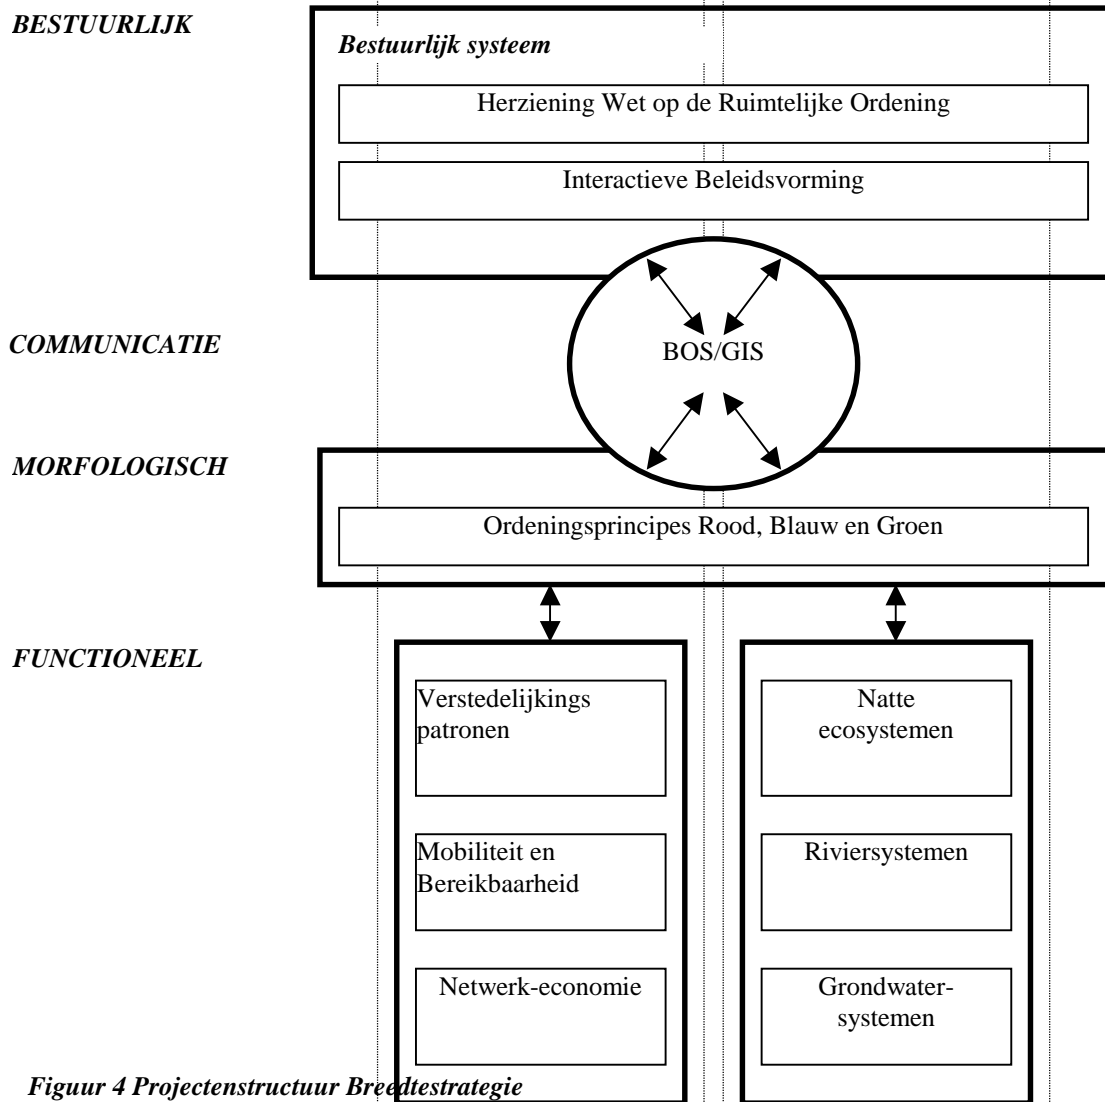 BESTUURLIJK
Bestuurlijk systeem
Herziening Wet op de Ruimtelijke Ordening
Interactieve Beleidsvorming
COMMUNICATIE
BOS/GIS
MORFOLOGISCH
Ordeningsprincipes Rood, Blauw en Groen
FUNCTIONEEL
Verstedelijkings
patronen
Natte
ecosystemen
Mobiliteit en
Bereikbaarheid
Riviersystemen
Netwerk-economie
Grondwater-
systemen
Figuur 4 Projectenstructuur Breedtestrategie